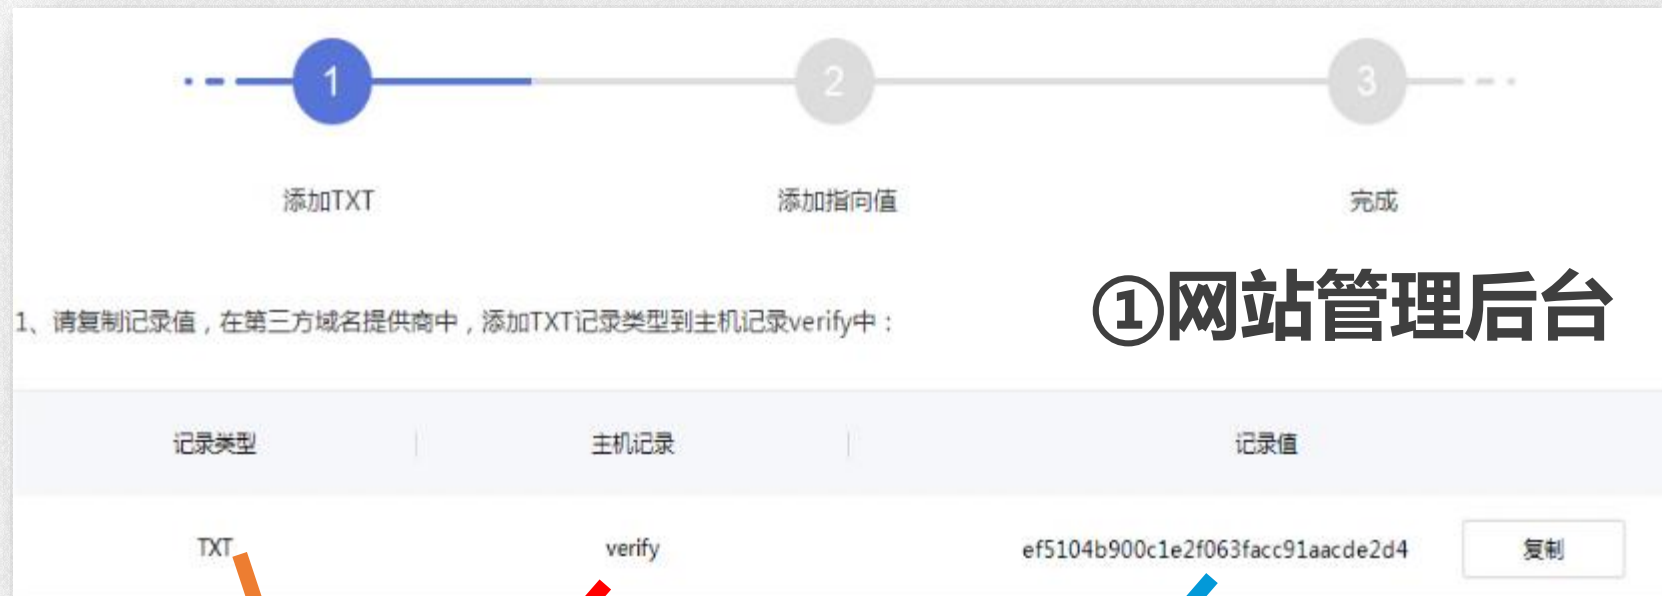 1
2
3
添加TXT
添加指向值
完成
①网站管理后台
1、请复制记录值，在第三方域名提供商中，添加TXT记录类型到主机记录verify中：
记录类型
主机记录
记录值
TXT
verify
ef5104b900c1e2f063facc91aacde2d4
复制